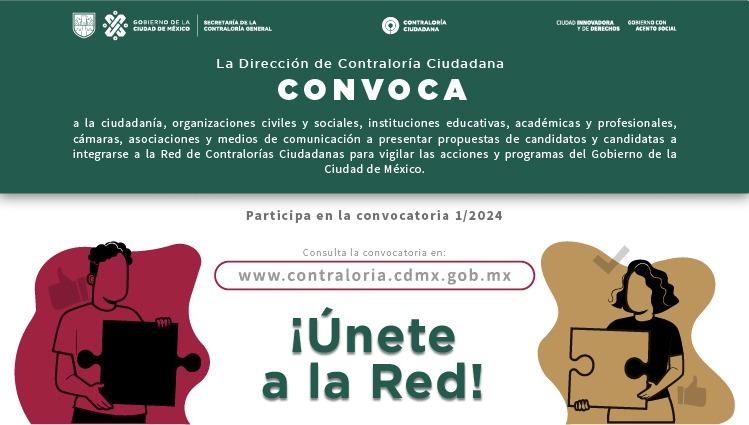 GOBIERNO DE LA
CIUDAD DE MÉXICO
SECRETARÍA DE LA
CONTRALORÍA GENERAL
CONTRALORÍA
CIUDADANA
CIUDAD INNOVADORA
Y DE DERECHOS
GOBIERNO CON
ACENTO SOCIAL
La Dirección de Contraloría Ciudadana
CONVOCA
a la ciudadanía, organizaciones civiles y sociales, instituciones educativas, académicas y profesionales,
cámaras, asociaciones y medios de comunicación a presentar propuestas de candidatos y candidatas a
integrarse a la Red de Contralorías Ciudadanas para vigilar las acciones y programas del Gobierno de la
Ciudad de México.
Participa en la convocatoria 1/2024
Consulta la convocatoria en:
www.contraloria.cdmx.gob.mx
¡Únete
a la Red!